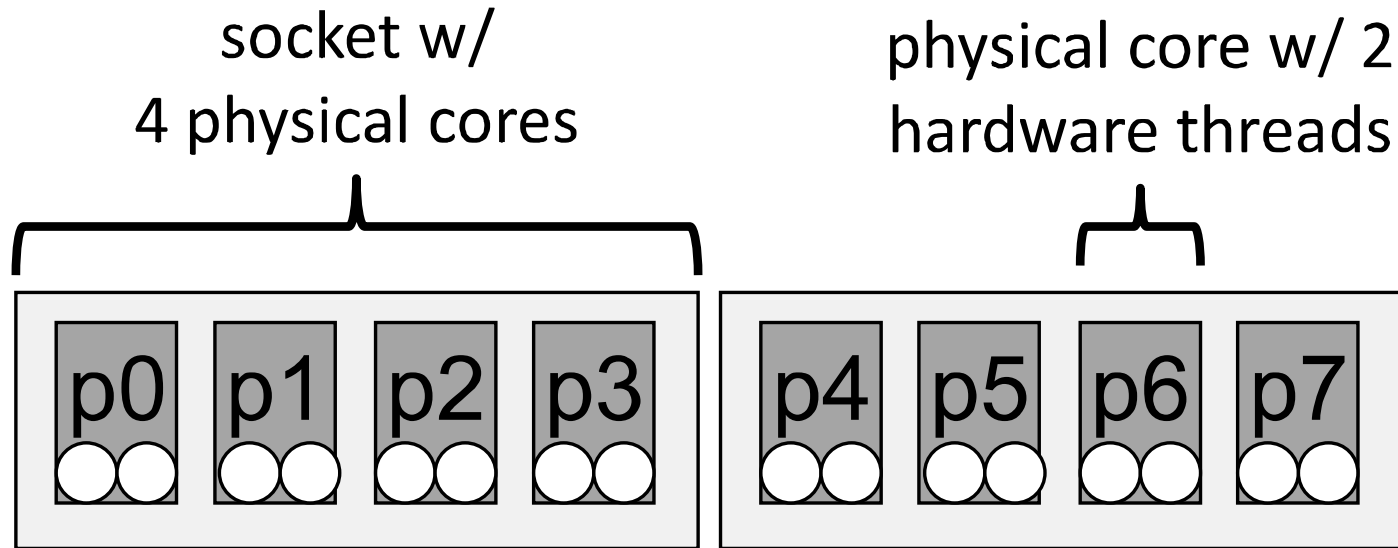 socket w/
4 physical cores
physical core w/ 2
hardware threads
p0 p1 p2 p3 p4 p5 p6 p7